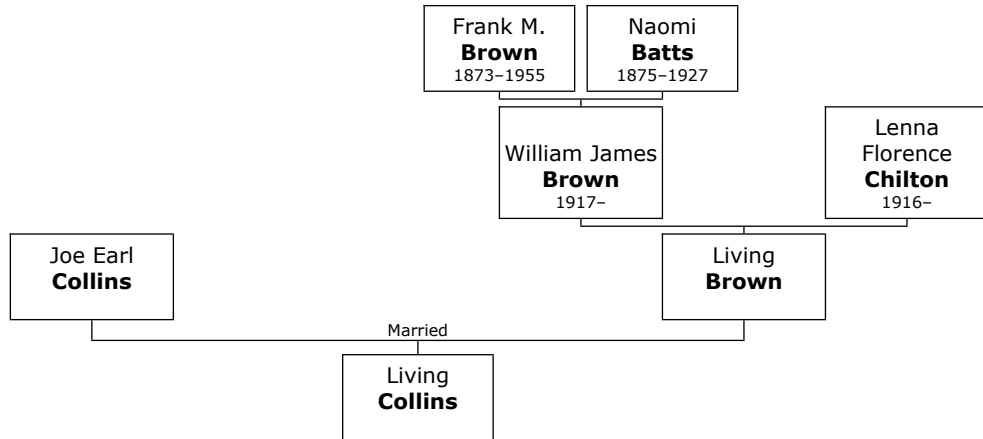 Frank M.
Brown
1873–1955
Naomi
Batts
1875–1927
William James
Brown
1917–
Lenna
Florence
Chilton
1916–
Joe Earl
Collins
Living
Brown
Married
Living
Collins